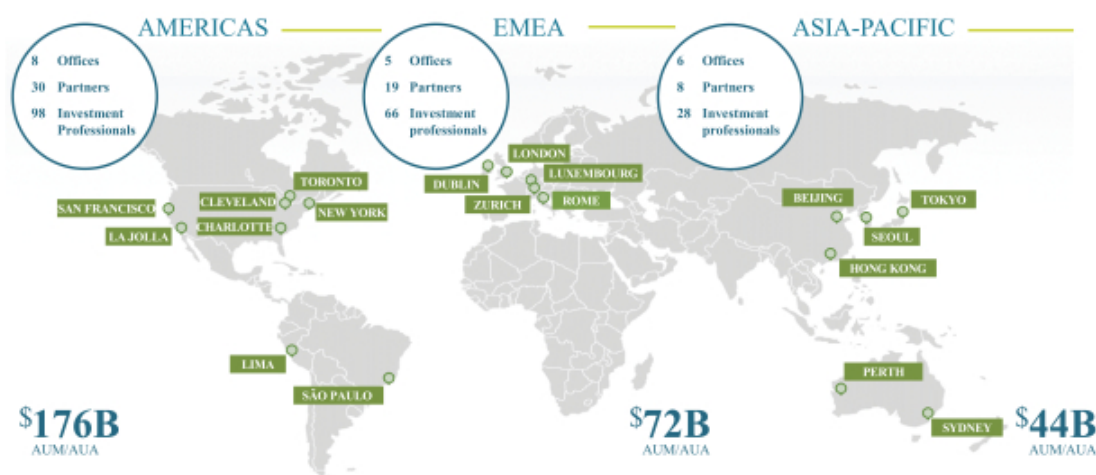 AMERICAS
8 Offices
30 Partners
98 Investment
Professionals
EMEA
5 Offices
19 Partners
66 Investment
professionals
ASIA-PACIFIC
6 Offices
8 Partners
28 Investment
professionals
SAN FRANCISCO
LA JOLLA
CLEVELAND
CHARLOTTE
TORONTO
NEW YORK
LIMA
SÃO PAULO
DUBLIN
LONDON
LUXEMBOURG
ZURICH
ROME
BEIJING
TOKYO
SEOUL
HONG KONG
PERTH
SYDNEY
$176B
AUM/AUA
$72B
AUM/AUA
$44B
AUM/AUA